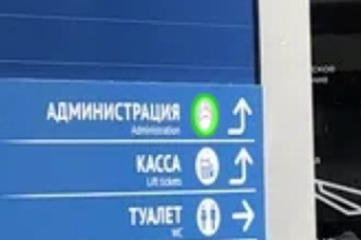 АДМИНИСТРАЦИЯ
Administration
КАССА
Lift tickets
ТУАЛЕТ
WC